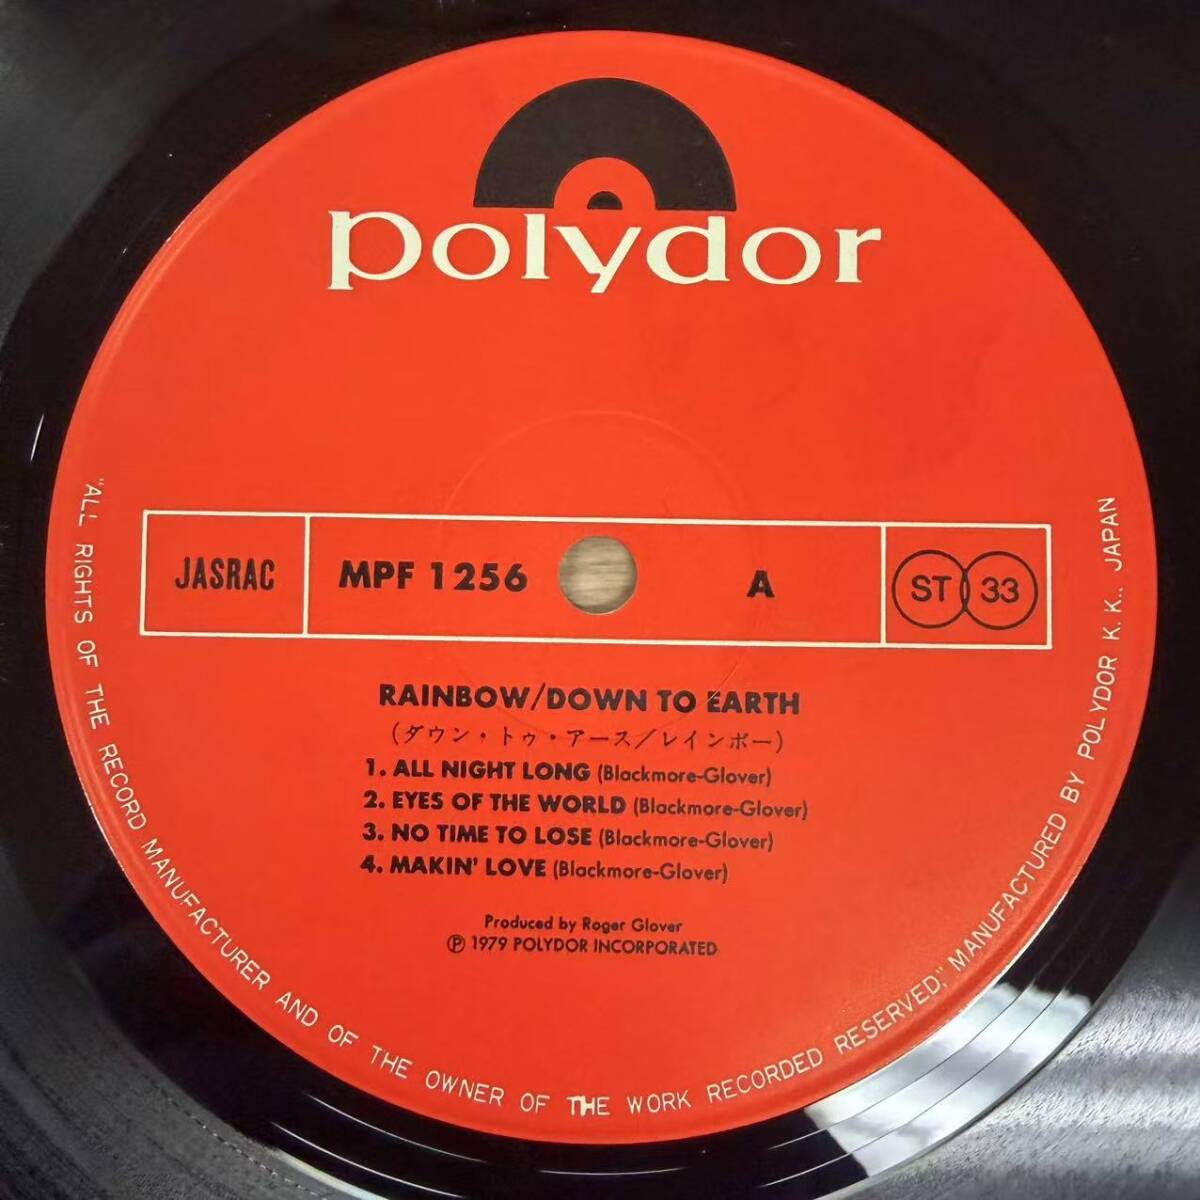 polydor
JASRAC
MPF 1256
A
ST 33
RAINBOW/DOWN TO EARTH
(ダウン・トゥ・アース/レインボー)
1. ALL NIGHT LONG (Blackmore-Glover)
2. EYES OF THE WORLD (Blackmore-Glover)
3. NO TIME TO LOSE (Blackmore-Glover)
4. MAKIN' LOVE (Blackmore-Glover)
Produced by Roger Glover
℗ 1979 POLYDOR INCORPORATED
"ALL RIGHTS OF THE RECORD MANUFACTURER AND OF THE OWNER OF THE WORK RECORDED RESERVED," MANUFACTURED BY POLYDOR K.K., JAPAN